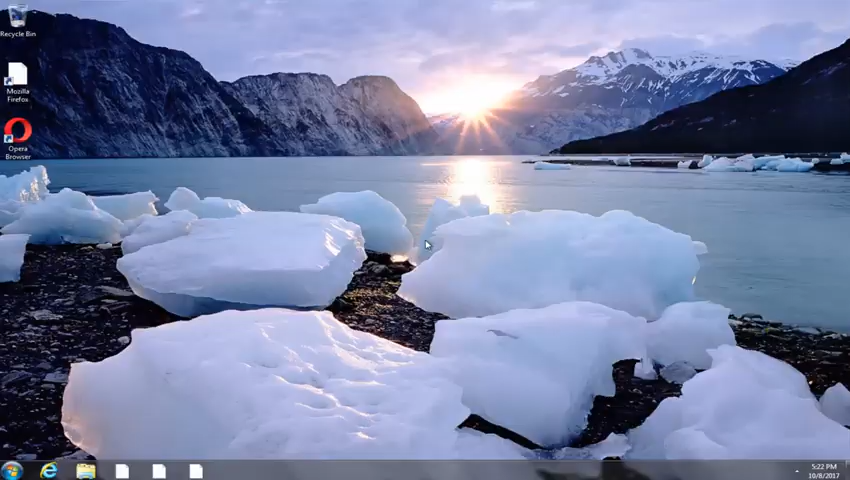 Recycle Bin
Mozilla
Firefox
Opera
Browser
5:22 PM
10/8/2017